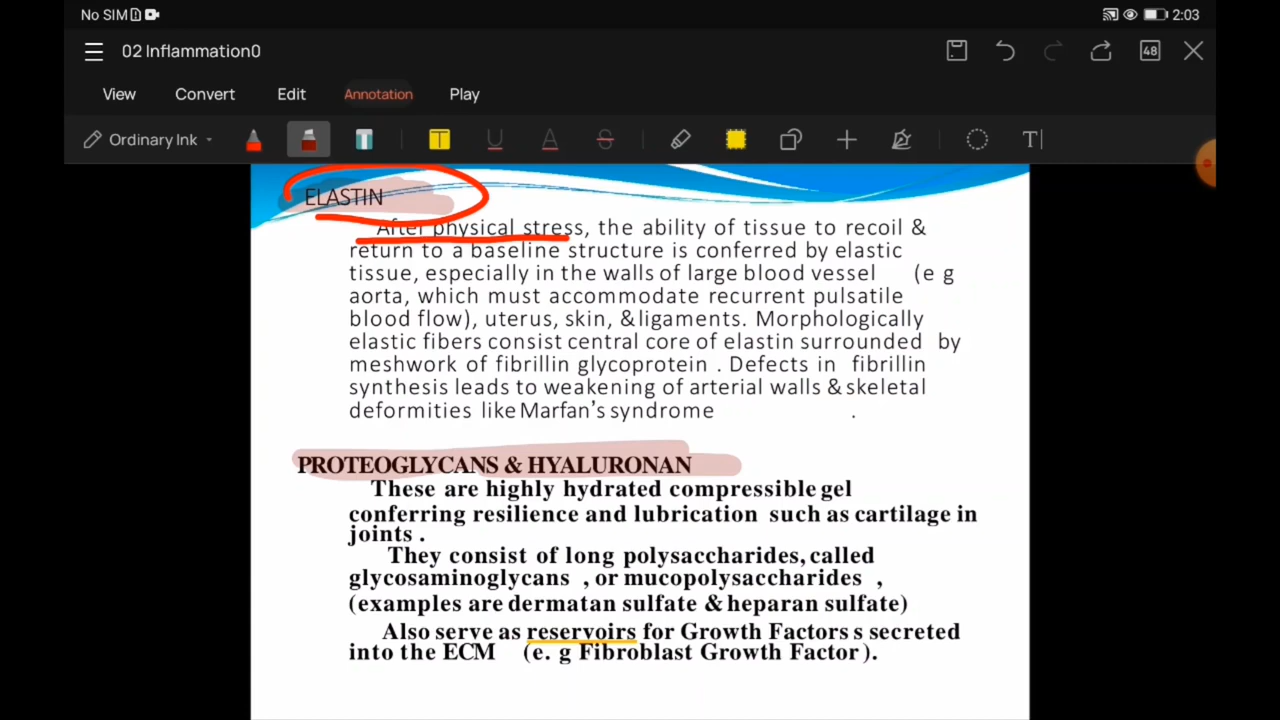 No SIM 2:03
02 Inflammation0 48
View Convert Edit Annotation Play
Ordinary Ink T U A S T
ELASTIN
After physical stress, the ability of tissue to recoil &
return to a baseline structure is conferred by elastic
tissue, especially in the walls of large blood vessel (e g
aorta, which must accommodate recurrent pulsatile
blood flow), uterus, skin, &ligaments. Morphologically
elastic fibers consist central core of elastin surrounded by
meshwork of fibrillin glycoprotein . Defects in fibrillin
synthesis leads to weakening of arterial walls & skeletal
deformities like Marfan’s syndrome .
PROTEOGLYCANS & HYALURONAN
These are highly hydrated compressible gel
conferring resilience and lubrication such as cartilage in
joints .
They consist of long polysaccharides, called
glycosaminoglycans , or mucopolysaccharides ,
(examples are dermatan sulfate & heparan sulfate)
Also serve as reservoirs for Growth Factors s secreted
into the ECM (e. g Fibroblast Growth Factor ).